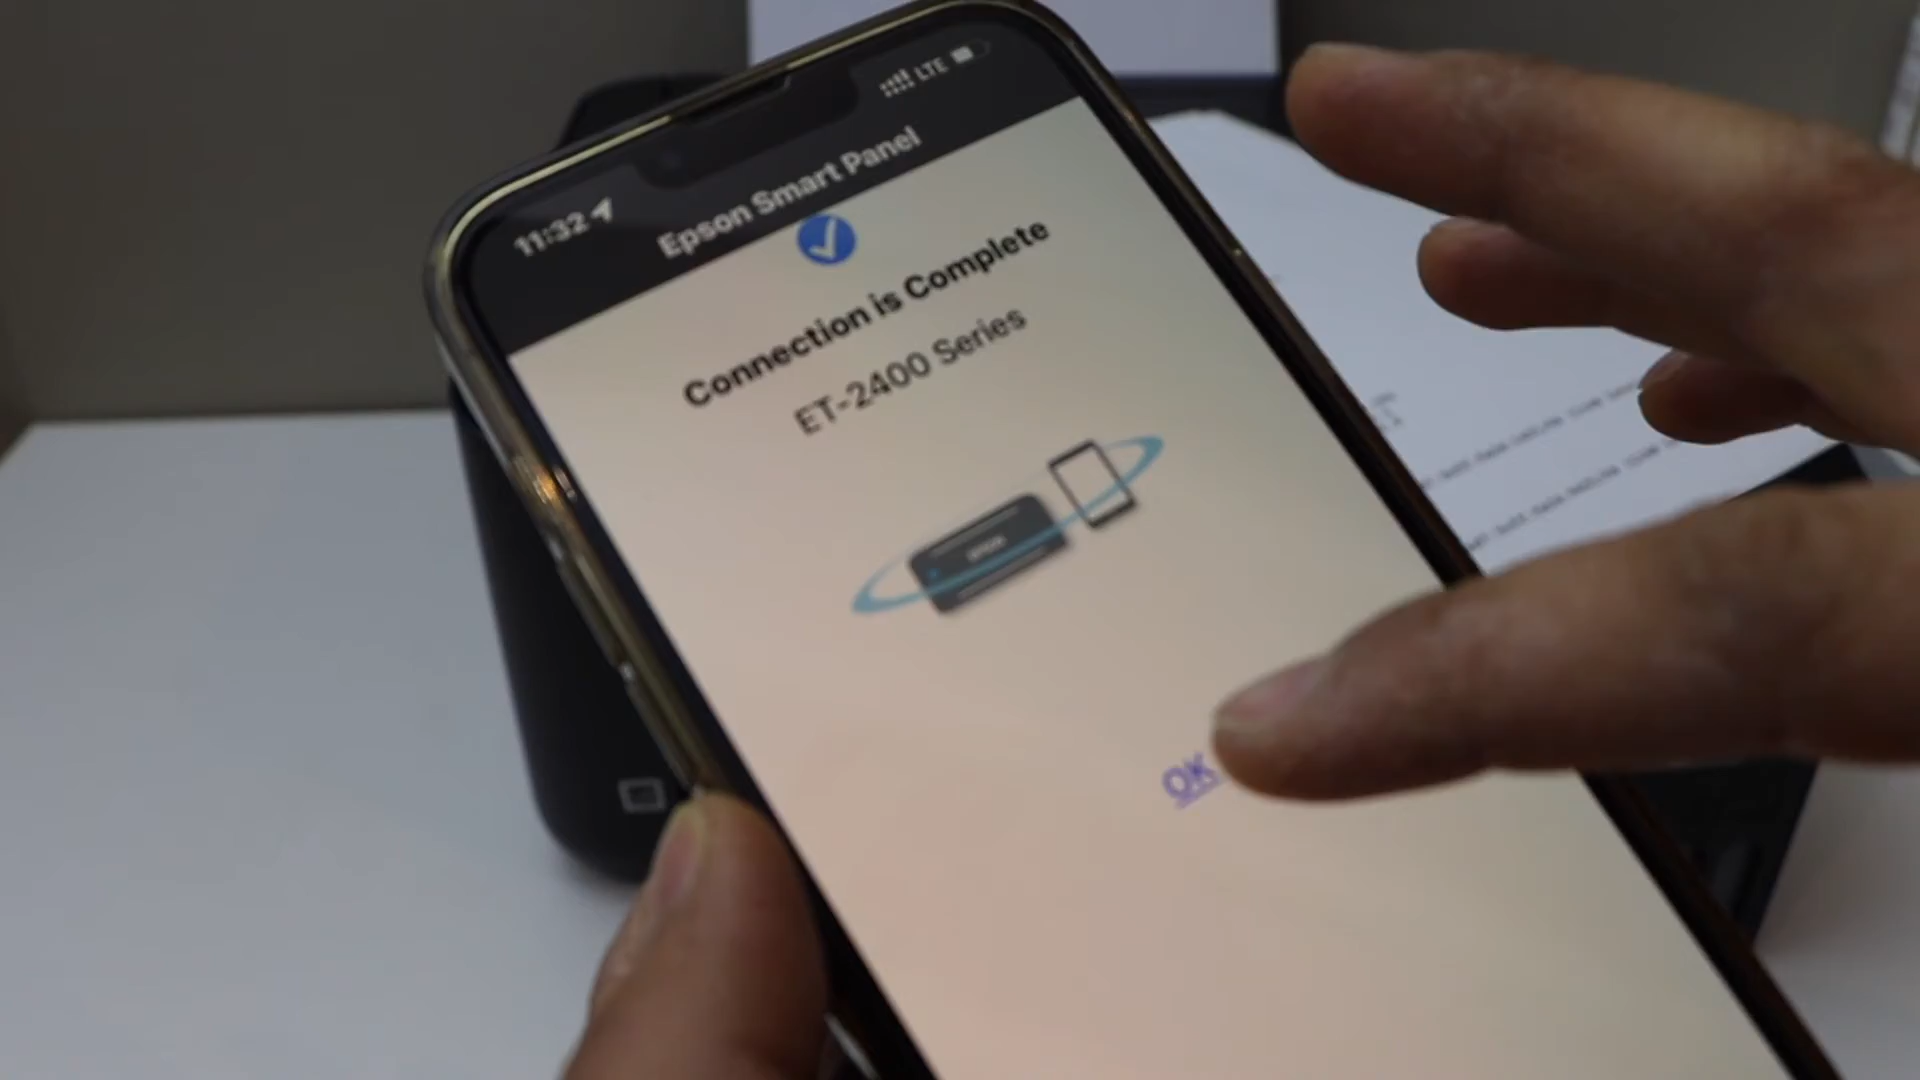 11:32
LTE
Epson Smart Panel
Connection is Complete
ET-2400 Series
OK